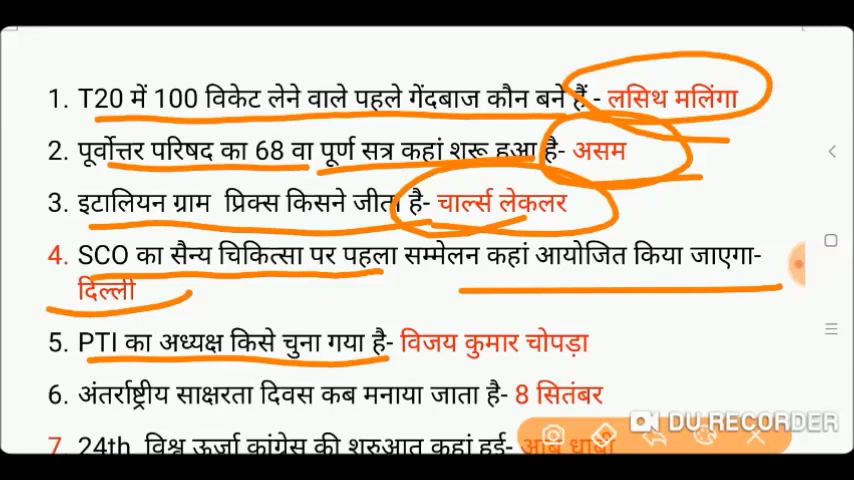 1. T20 में 100 विकेट लेने वाले पहले गेंदबाज कौन बने हैं - लसिथ मलिंगा
2. पूर्वोत्तर परिषद का 68 वा पूर्ण सत्र कहां शरू हुआ है- असम
3. इटालियन ग्राम प्रिक्स किसने जीता है- चार्ल्स लेकलर
4. SCO का सैन्य चिकित्सा पर पहला सम्मेलन कहां आयोजित किया जाएगा-
दिल्ली
5. PTI का अध्यक्ष किसे चुना गया है- विजय कुमार चोपड़ा
6. अंतर्राष्ट्रीय साक्षरता दिवस कब मनाया जाता है- 8 सितंबर
DU RECORDER
7. 24th विश्व ऊर्जा कांग्रेस की शुरुआत कहां हुई- आबू धाबी